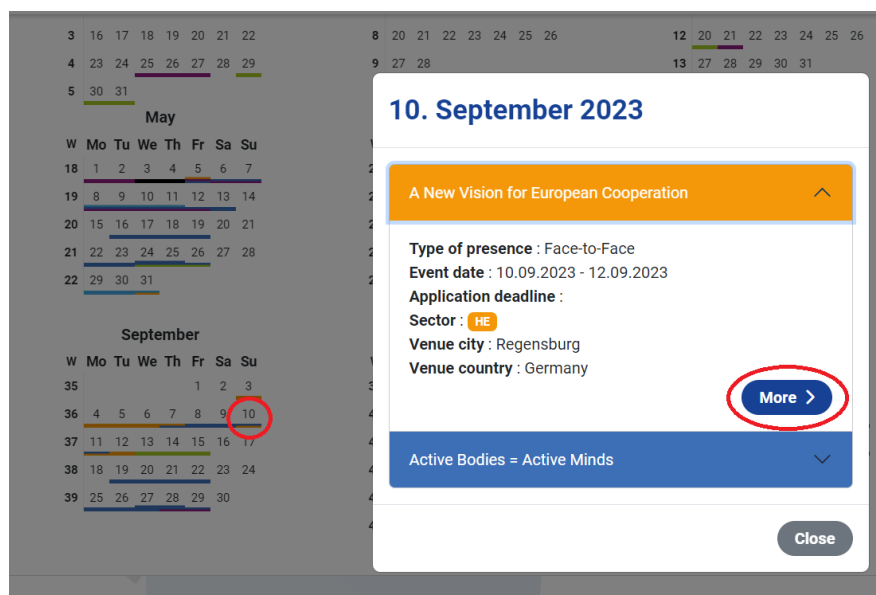 3 16 17 18 19 20 21 22
8 20 21 22 23 24 25 26
12 20 21 22 23 24 25 26
4 23 24 25 26 27 28 29
9 27 28
13 27 28 29 30 31
5 30 31
May
W Mo Tu We Th Fr Sa Su
18 1 2 3 4 5 6 7
19 8 9 10 11 12 13 14
20 15 16 17 18 19 20 21
21 22 23 24 25 26 27 28
22 29 30 31
September
W Mo Tu We Th Fr Sa Su
35 1 2 3
36 4 5 6 7 8 9 10
37 11 12 13 14 15 16 17
38 18 19 20 21 22 23 24
39 25 26 27 28 29 30
10. September 2023
A New Vision for European Cooperation
Type of presence : Face-to-Face
Event date : 10.09.2023 - 12.09.2023
Application deadline :
Sector : HE
Venue city : Regensburg
Venue country : Germany
More
Active Bodies = Active Minds
Close